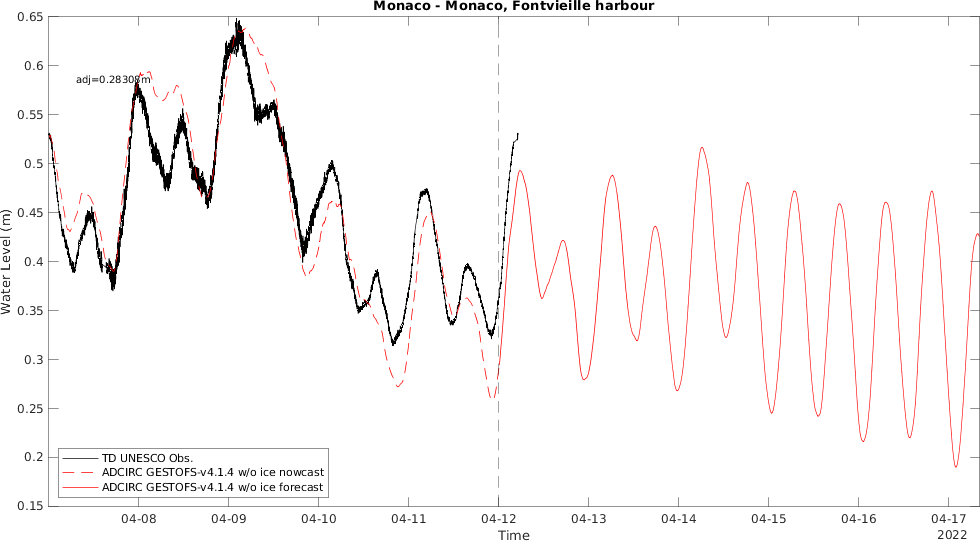 Monaco - Monaco, Fontvieille harbour
0.65
0.6
adj=0.28308m
0.55
0.5
0.45
0.4
0.35
0.3
0.25
0.2
0.15
Water Level (m)
TD UNESCO Obs.
ADCIRC GESTOFS-v4.1.4 w/o ice nowcast
ADCIRC GESTOFS-v4.1.4 w/o ice forecast
04-08 04-09 04-10 04-11 04-12 04-13 04-14 04-15 04-16 04-17
Time 2022